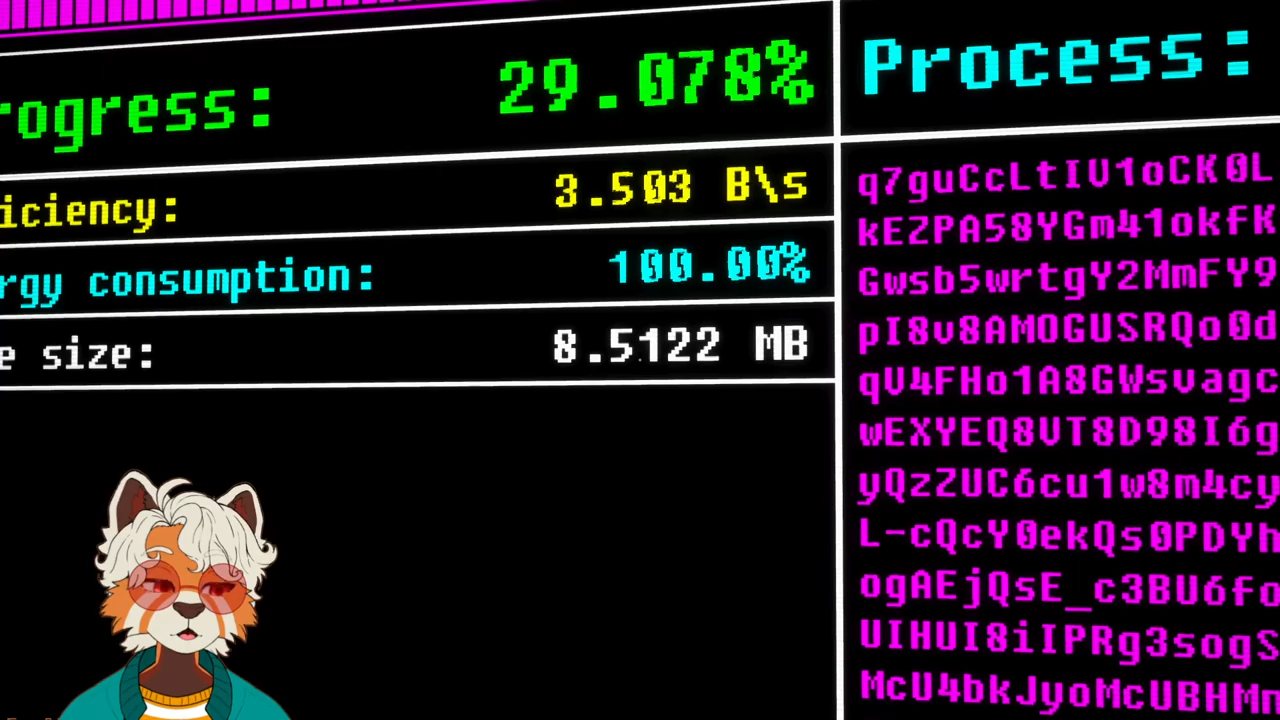 rogress: 29.078%
iciency: 3.503 B\s
rgy consumption: 100.00%
e size: 8.5122 MB
Process:
q7guCcLtIV1oCK0L
kEZPA58YGm41okfK
Gwsb5wrtgY2MmFY9
pI8v8AMOGUSRQo0d
qV4FHo1A8GWsvagc
wEXYEQ8VT8D98I6g
yQzZUC6cu1w8m4cy
L-cQcY0ekQs0PDYh
ogAEjQsE_c3BU6fo
UIHUI8iIPRg3sogS
McU4bkJyoMcUBHMn